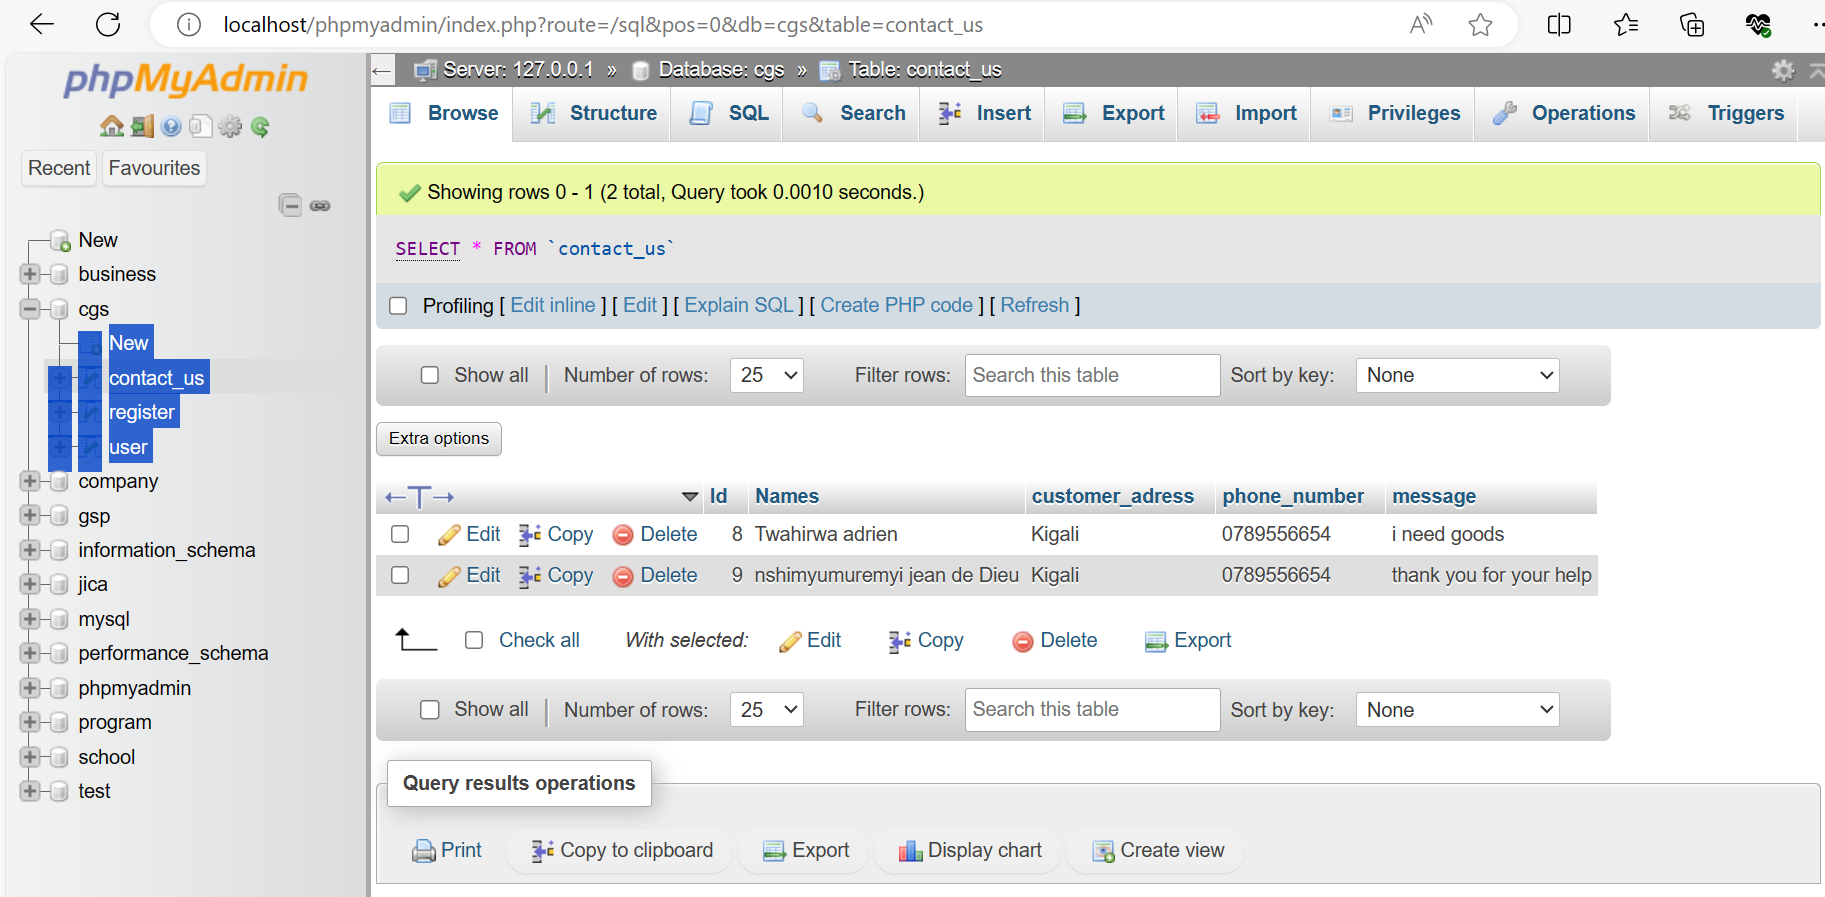 localhost/phpmyadmin/index.php?route=/sql&pos=0&db=cgs&table=contact_us
phpMyAdmin
Recent Favourites
New
business
cgs
New
contact_us
register
user
company
gsp
information_schema
jica
mysql
performance_schema
phpmyadmin
program
school
test
Server: 127.0.0.1 » Database: cgs » Table: contact_us
Browse Structure SQL Search Insert Export Import Privileges Operations Triggers
Showing rows 0 - 1 (2 total, Query took 0.0010 seconds.)
SELECT * FROM `contact_us`
Profiling [ Edit inline ] [ Edit ] [ Explain SQL ] [ Create PHP code ] [ Refresh ]
Show all | Number of rows: 25 Filter rows: Search this table Sort by key: None
Extra options
←T→ Id Names customer_adress phone_number message
Edit Copy Delete 8 Twahirwa adrien Kigali 0789556654 i need goods
Edit Copy Delete 9 nshimyumuremyi jean de Dieu Kigali 0789556654 thank you for your help
Check all With selected: Edit Copy Delete Export
Show all | Number of rows: 25 Filter rows: Search this table Sort by key: None
Query results operations
Print Copy to clipboard Export Display chart Create view